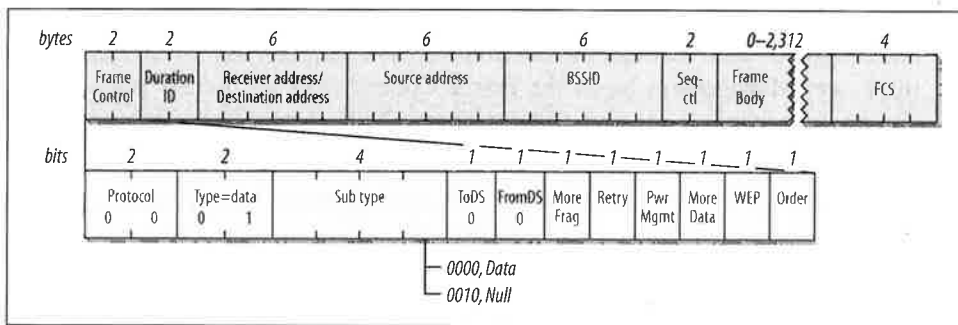 bytes 2 2 6 6 6 2 0–2,312 4
Frame Control Duration ID Receiver address/ Destination address Source address BSSID Seq-ctl Frame Body FCS
bits 2 2 4 1 1 1 1 1 1 1 1
Protocol 0 0 Type=data 0 1 Sub type ToDS 0 FromDS 0 More Frag Retry Pwr Mgmt More Data WEP Order
0000, Data
0010, Null